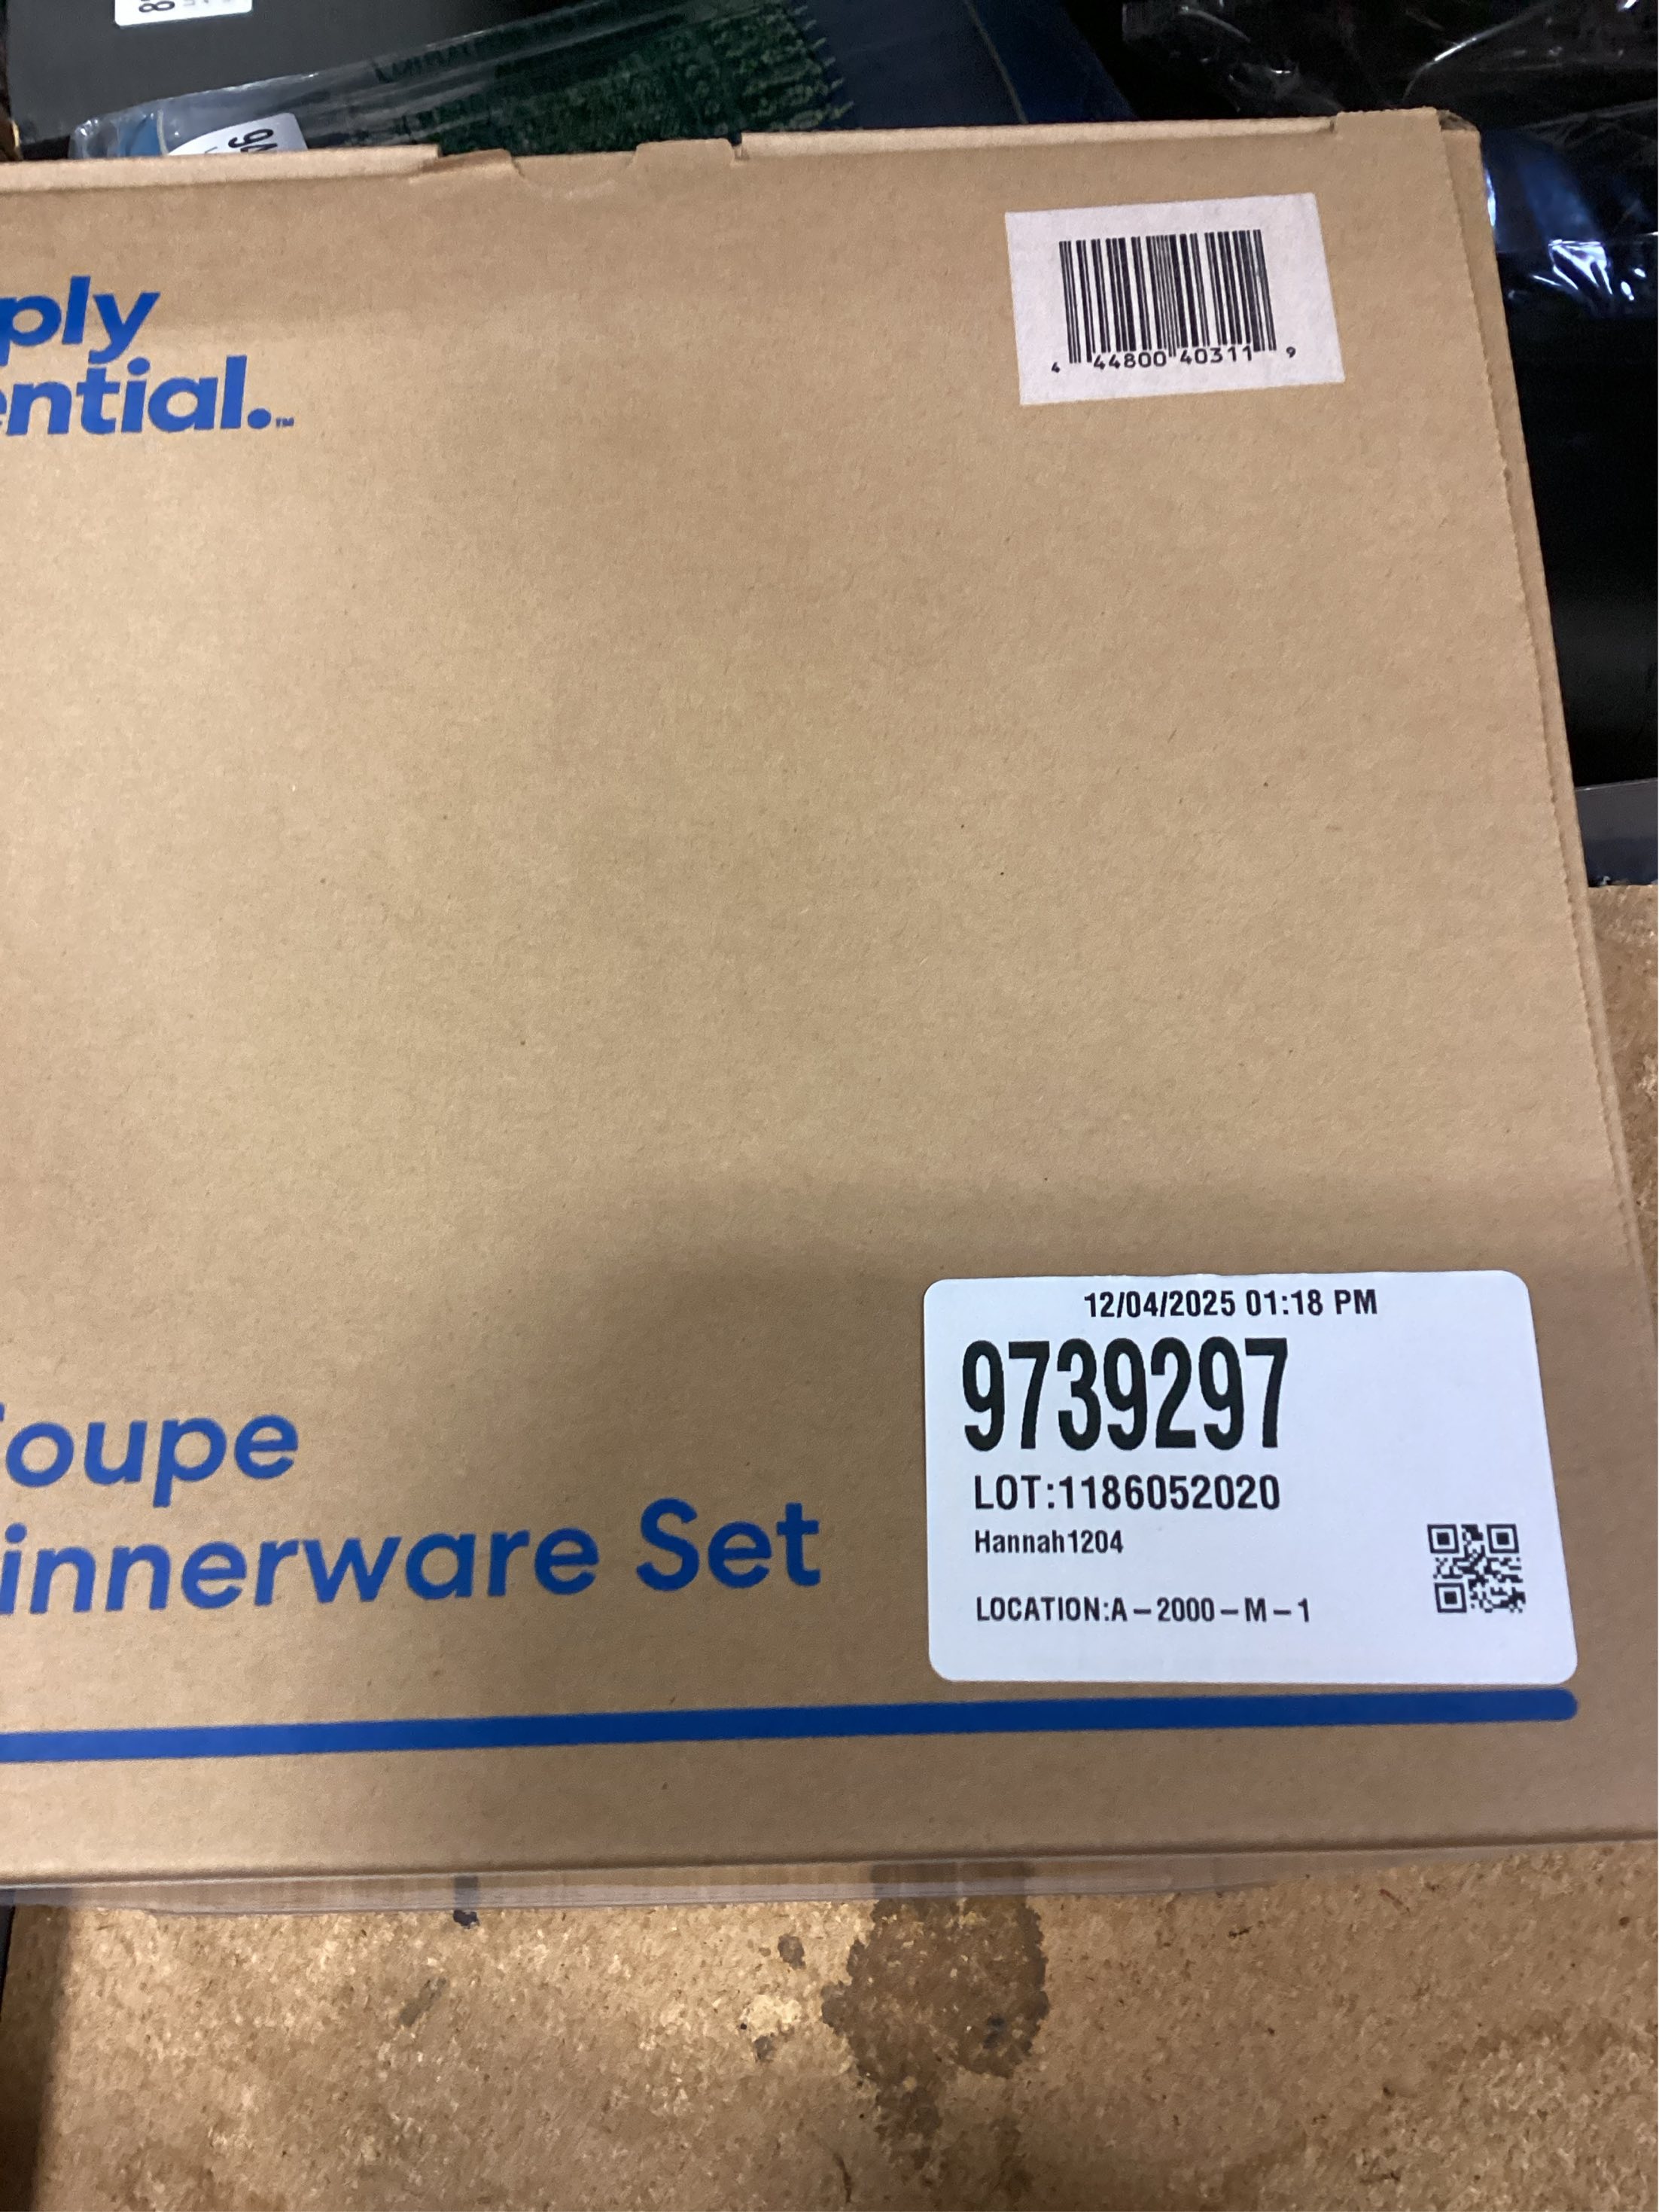 ply
ential.™
4 44800 40311 9
12/04/2025 01:18 PM
9739297
LOT:1186052020
Hannah1204
LOCATION:A-2000-M-1
oupe
innerware Set